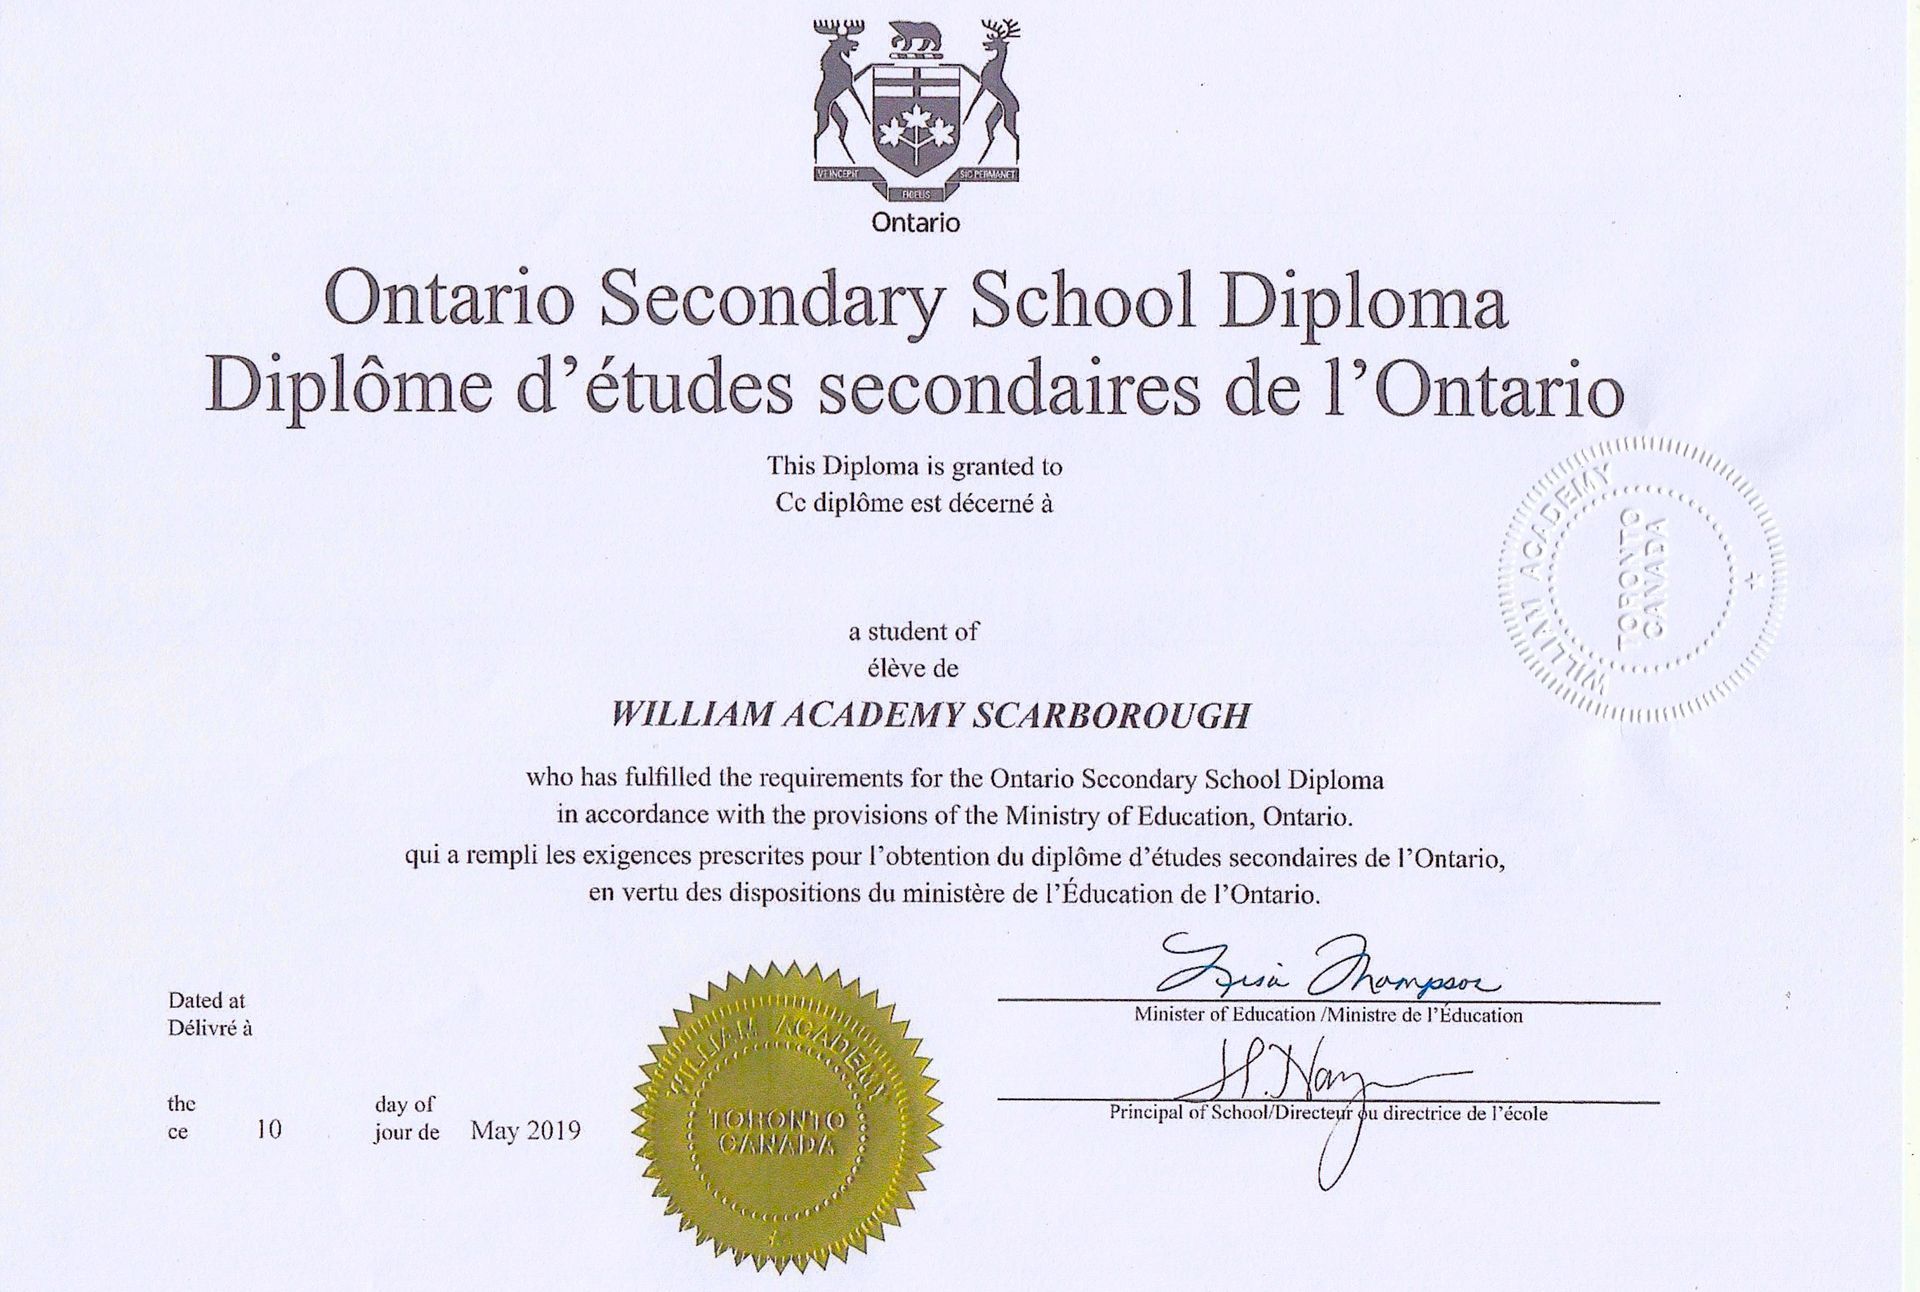 VT INCEPIT
SIC PERMANET
FIDELIS
Ontario
Ontario Secondary School Diploma
Diplôme d’études secondaires de l’Ontario
This Diploma is granted to
Ce diplôme est décerné à
WILLIAM ACADEMY
TORONTO
CANADA
a student of
élève de
WILLIAM ACADEMY SCARBOROUGH
who has fulfilled the requirements for the Ontario Secondary School Diploma
in accordance with the provisions of the Ministry of Education, Ontario.
qui a rempli les exigences prescrites pour l’obtention du diplôme d’études secondaires de l’Ontario,
en vertu des dispositions du ministère de l’Éducation de l’Ontario.
Lisa Thompson
Minister of Education /Ministre de l’Éducation
Dated at
Délivré à
WILLIAM ACADEMY
TORONTO
CANADA
Principal of School/Directeur ou directrice de l’école
the day of
ce 10 jour de May 2019